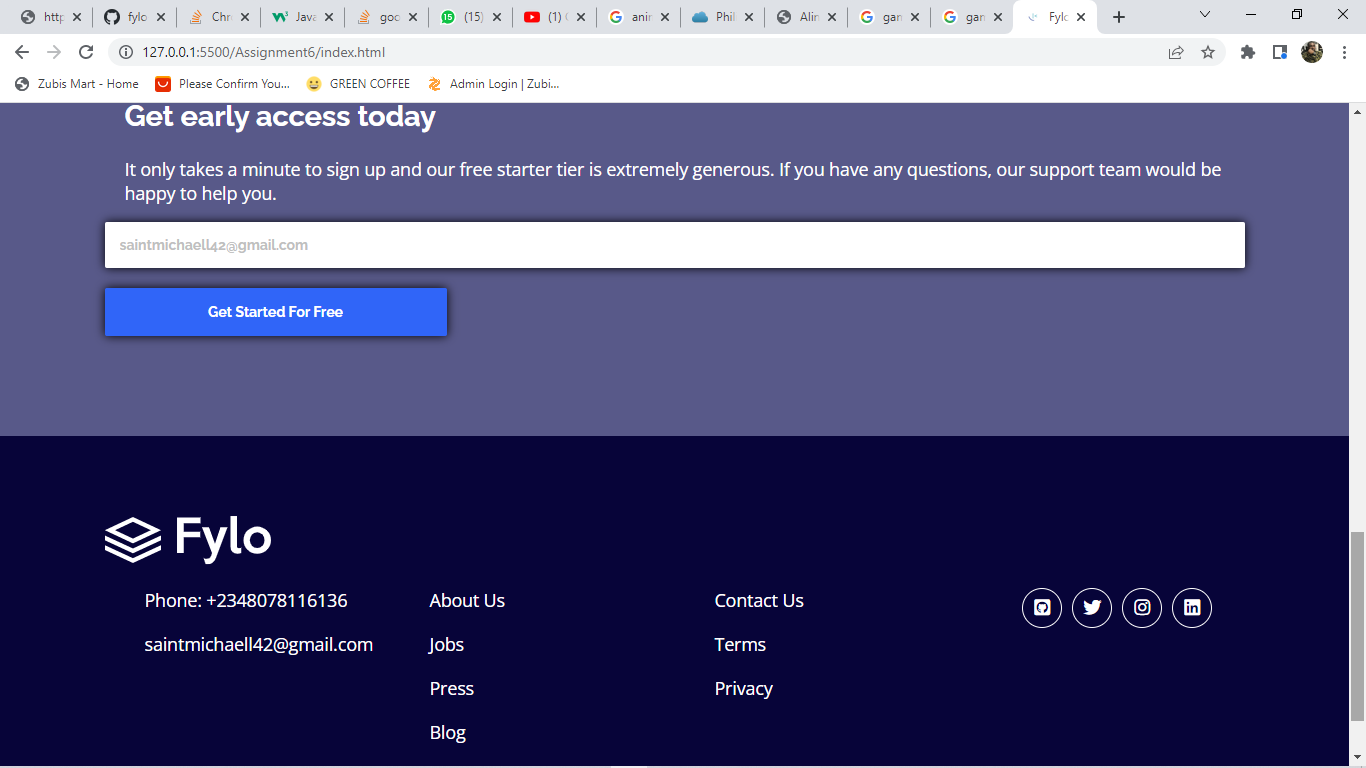 http
fylo
Chr
Java
goo
(15)
(1)
anir
Phil
Alin
gar
gar
Fylo
127.0.0.1:5500/Assignment6/index.html
Zubis Mart - Home
Please Confirm You...
GREEN COFFEE
Admin Login | Zubi...
Get early access today
It only takes a minute to sign up and our free starter tier is extremely generous. If you have any questions, our support team would be
happy to help you.
saintmichaell42@gmail.com
Get Started For Free
Fylo
Phone: +2348078116136
About Us
Contact Us
saintmichaell42@gmail.com
Jobs
Terms
Press
Privacy
Blog